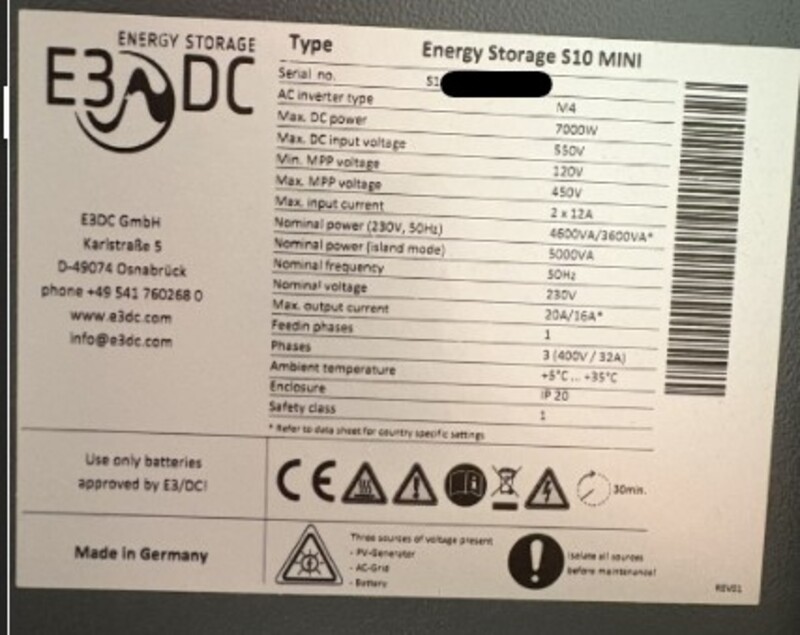 ENERGY STORAGE
E3/DC
E3DC GmbH
Karlstraße 5
D-49074 Osnabrück
phone +49 541 760268 0
www.e3dc.com
info@e3dc.com
Type Energy Storage S10 MINI
Serial no. S1
AC inverter type M4
Max. DC power 7000W
Max. DC input voltage 550V
Min. MPP voltage 120V
Max. MPP voltage 450V
Max. input current 2 x 12A
Nominal power (230V, 50Hz) 4600VA/3600VA*
Nominal power (island mode) 5000VA
Nominal frequency 50Hz
Nominal voltage 230V
Max. output current 20A/16A*
Feedin phases 1
Phases 3 (400V / 32A)
Ambient temperature +5°C... +35°C
Enclosure IP 20
Safety class 1
* Refer to data sheet for country specific settings
Use only batteries
approved by E3/DC!
CE
30min.
Made in Germany
Three sources of voltage present
- PV-Generator
- AC-Grid
- Battery
Isolate all sources
before maintenance!
REV01